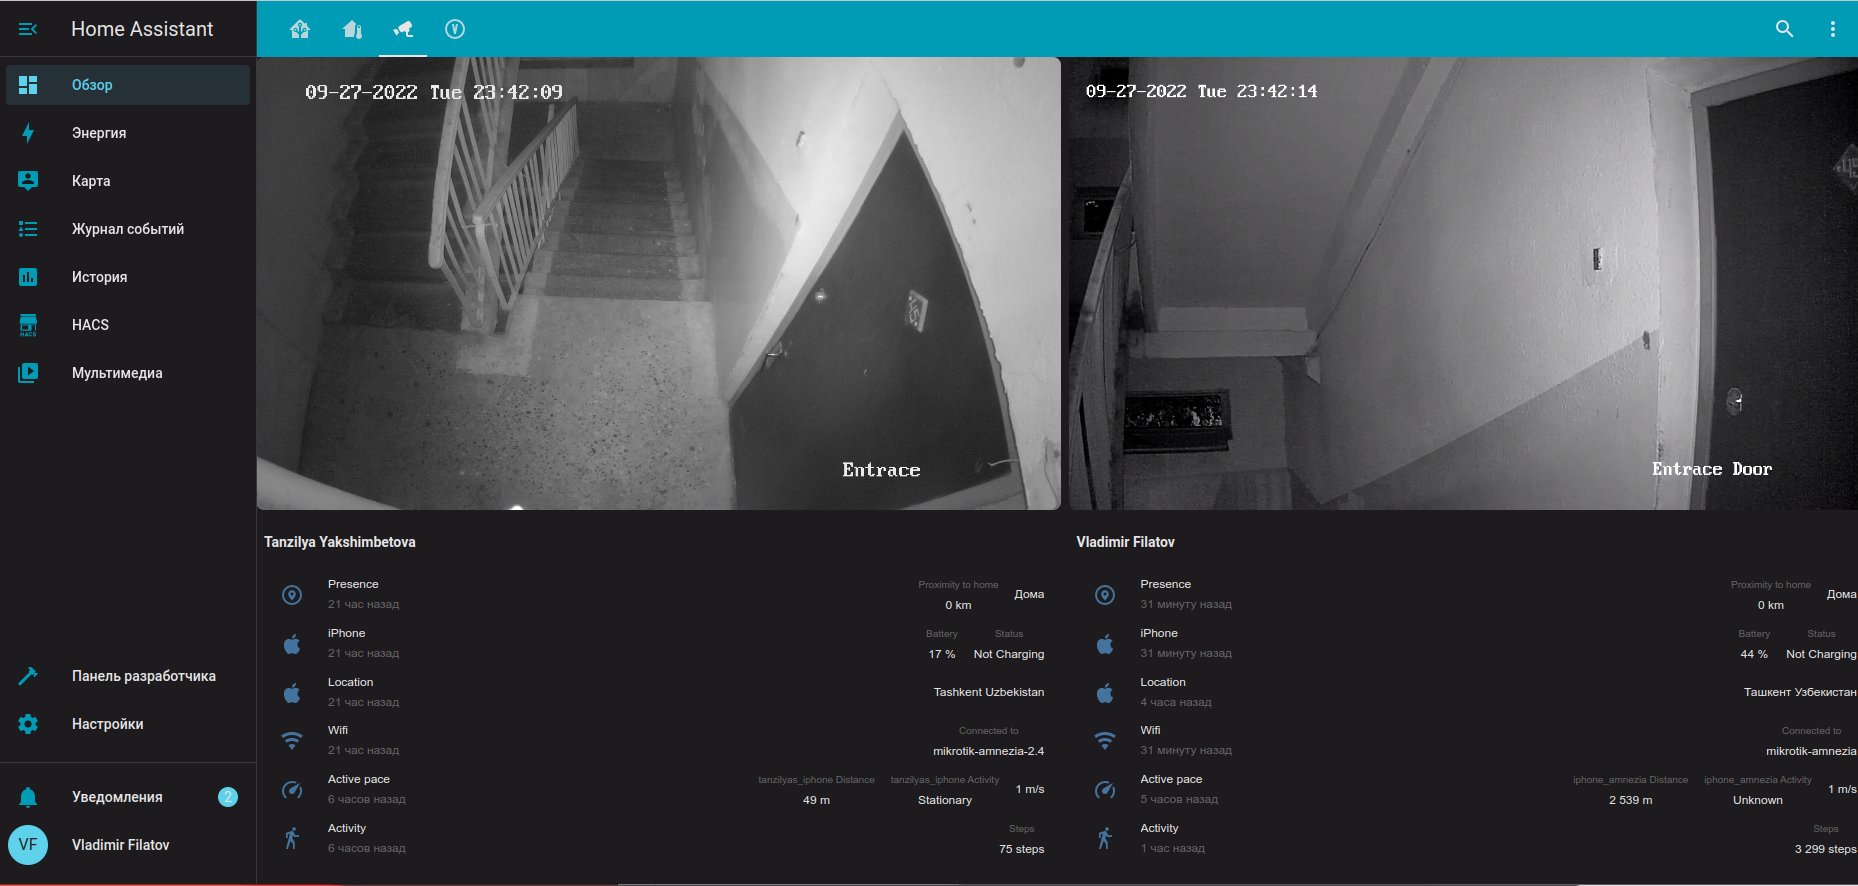 Home Assistant
Обзор
Энергия
Карта
Журнал событий
История
HACS
HACS
Мультимедиа
Панель разработчика
Настройки
Уведомления 2
VF Vladimir Filatov
V
09-27-2022 Tue 23:42:09
Entrace
09-27-2022 Tue 23:42:14
Entrace Door
Tanzilya Yakshimbetova
Presence
21 час назад
Proximity to home
0 km
Дома
iPhone
21 час назад
Battery
17 %
Status
Not Charging
Location
21 час назад
Tashkent Uzbekistan
Wifi
21 час назад
Connected to
mikrotik-amnezia-2.4
Active pace
6 часов назад
tanzilyas_iphone Distance
49 m
tanzilyas_iphone Activity
Stationary
1 m/s
Activity
6 часов назад
Steps
75 steps
Vladimir Filatov
Presence
31 минуту назад
Proximity to home
0 km
Дома
iPhone
31 минуту назад
Battery
44 %
Status
Not Charging
Location
4 часа назад
Ташкент Узбекистан
Wifi
31 минуту назад
Connected to
mikrotik-amnezia
Active pace
5 часов назад
iphone_amnezia Distance
2 539 m
iphone_amnezia Activity
Unknown
1 m/s
Activity
1 час назад
Steps
3 299 steps